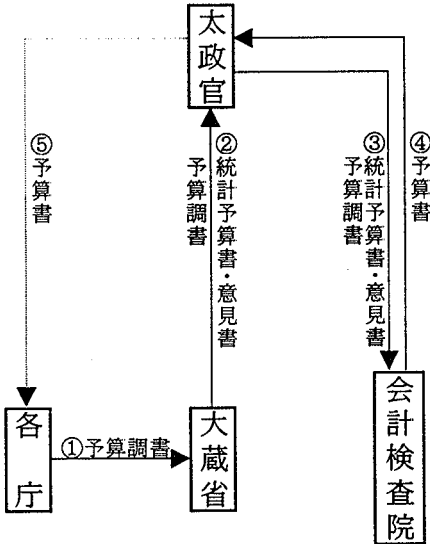 太政官
⑤予算書
②統計予算書・意見書
予算調書
③統計予算書・意見書
予算調書
④予算書
各庁
①予算調書
大蔵省
会計検査院